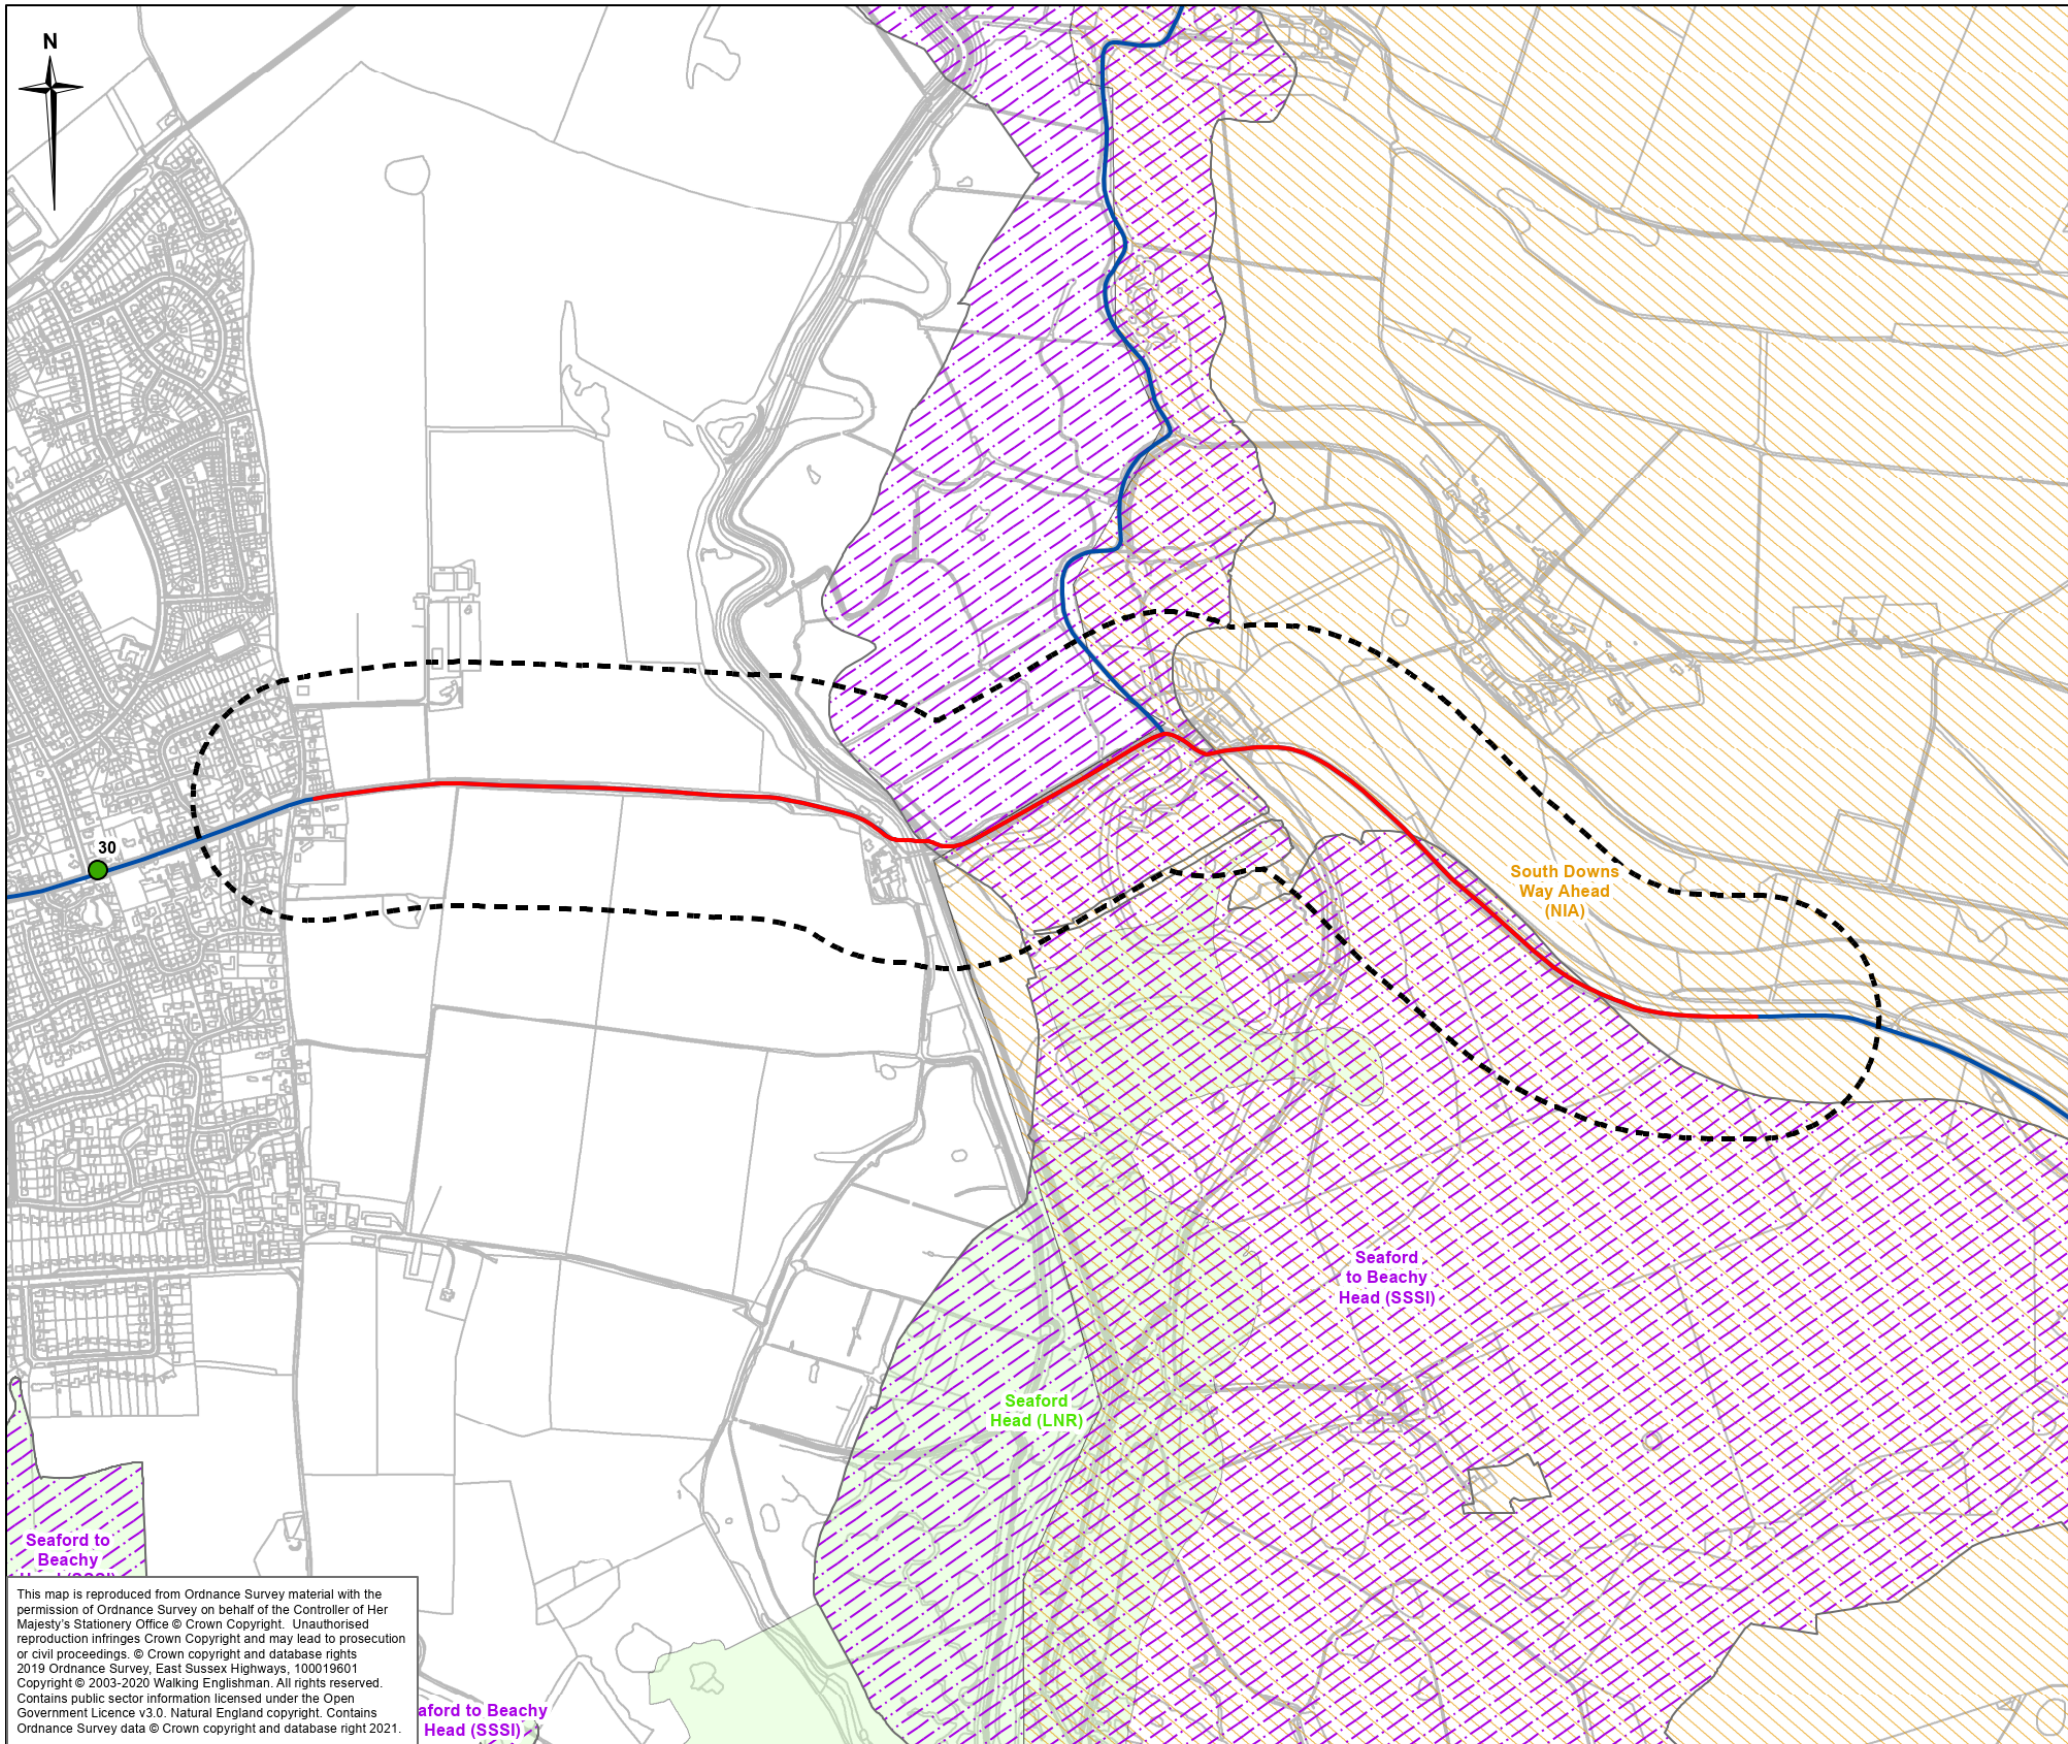 N
30
South Downs
Way Ahead
(NIA)
Seaford
to Beachy
Head (SSSI)
Seaford
Head (LNR)
Seaford to
Beachy
Head (SSSI)
This map is reproduced from Ordnance Survey material with the
permission of Ordnance Survey on behalf of the Controller of Her
Majesty's Stationery Office © Crown Copyright. Unauthorised
reproduction infringes Crown Copyright and may lead to prosecution
or civil proceedings. © Crown copyright and database rights
2019 Ordnance Survey, East Sussex Highways, 100019601
Copyright © 2003-2020 Walking Englishman. All rights reserved.
Contains public sector information licensed under the Open
Government Licence v3.0. Natural England copyright. Contains
Ordnance Survey data © Crown copyright and database right 2021.
aford to Beachy
Head (SSSI)